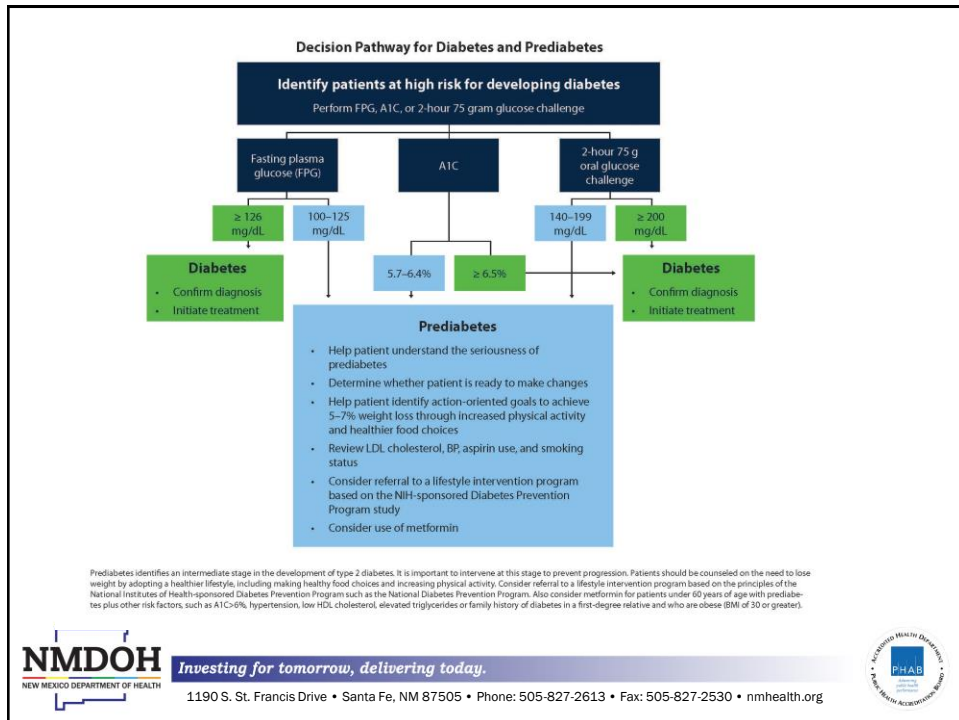 Decision Pathway for Diabetes and Prediabetes
Identify patients at high risk for developing diabetes
Perform FPG, A1C, or 2-hour 75 gram glucose challenge
Fasting plasma
glucose (FPG)
A1C
2-hour 75 g
oral glucose
challenge
≥ 126
mg/dL
100–125
mg/dL
140–199
mg/dL
≥ 200
mg/dL
Diabetes
• Confirm diagnosis
• Initiate treatment
5.7–6.4%
≥ 6.5%
Diabetes
• Confirm diagnosis
• Initiate treatment
Prediabetes
• Help patient understand the seriousness of
prediabetes
• Determine whether patient is ready to make changes
• Help patient identify action-oriented goals to achieve
5–7% weight loss through increased physical activity
and healthier food choices
• Review LDL cholesterol, BP, aspirin use, and smoking
status
• Consider referral to a lifestyle intervention program
based on the NIH-sponsored Diabetes Prevention
Program study
• Consider use of metformin
Prediabetes identifies an intermediate stage in the development of type 2 diabetes. It is important to intervene at this stage to prevent progression. Patients should be counseled on the need to lose
weight by adopting a healthier lifestyle, including making healthy food choices and increasing physical activity. Consider referral to a lifestyle intervention program based on the principles of the
National Institutes of Health-sponsored Diabetes Prevention Program such as the National Diabetes Prevention Program. Also consider metformin for patients under 60 years of age with prediabe-
tes plus other risk factors, such as A1C>6%, hypertension, low HDL cholesterol, elevated triglycerides or family history of diabetes in a first-degree relative and who are obese (BMI of 30 or greater).
NMDOH
NEW MEXICO DEPARTMENT OF HEALTH
Investing for tomorrow, delivering today.
1190 S. St. Francis Drive • Santa Fe, NM 87505 • Phone: 505-827-2613 • Fax: 505-827-2530 • nmhealth.org
ACCREDITED HEALTH DEPARTMENT
PHAB
PUBLIC HEALTH ACCREDITATION BOARD